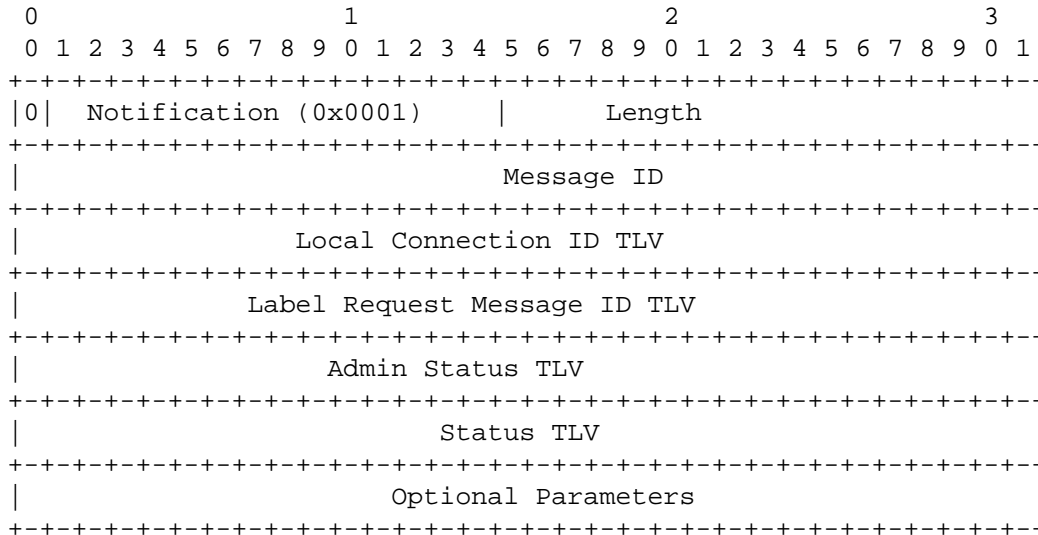 0                   1                   2                   3
 0 1 2 3 4 5 6 7 8 9 0 1 2 3 4 5 6 7 8 9 0 1 2 3 4 5 6 7 8 9 0 1
+-+-+-+-+-+-+-+-+-+-+-+-+-+-+-+-+-+-+-+-+-+-+-+-+-+-+-+-+-+-+-+-+-
|0|  Notification (0x0001)    |      Length
+-+-+-+-+-+-+-+-+-+-+-+-+-+-+-+-+-+-+-+-+-+-+-+-+-+-+-+-+-+-+-+-+-
|                              Message ID
+-+-+-+-+-+-+-+-+-+-+-+-+-+-+-+-+-+-+-+-+-+-+-+-+-+-+-+-+-+-+-+-+-
|                 Local Connection ID TLV
+-+-+-+-+-+-+-+-+-+-+-+-+-+-+-+-+-+-+-+-+-+-+-+-+-+-+-+-+-+-+-+-+-
|              Label Request Message ID TLV
+-+-+-+-+-+-+-+-+-+-+-+-+-+-+-+-+-+-+-+-+-+-+-+-+-+-+-+-+-+-+-+-+-
|                   Admin Status TLV
+-+-+-+-+-+-+-+-+-+-+-+-+-+-+-+-+-+-+-+-+-+-+-+-+-+-+-+-+-+-+-+-+-
|                          Status TLV
+-+-+-+-+-+-+-+-+-+-+-+-+-+-+-+-+-+-+-+-+-+-+-+-+-+-+-+-+-+-+-+-+-
|                       Optional Parameters
+-+-+-+-+-+-+-+-+-+-+-+-+-+-+-+-+-+-+-+-+-+-+-+-+-+-+-+-+-+-+-+-+-